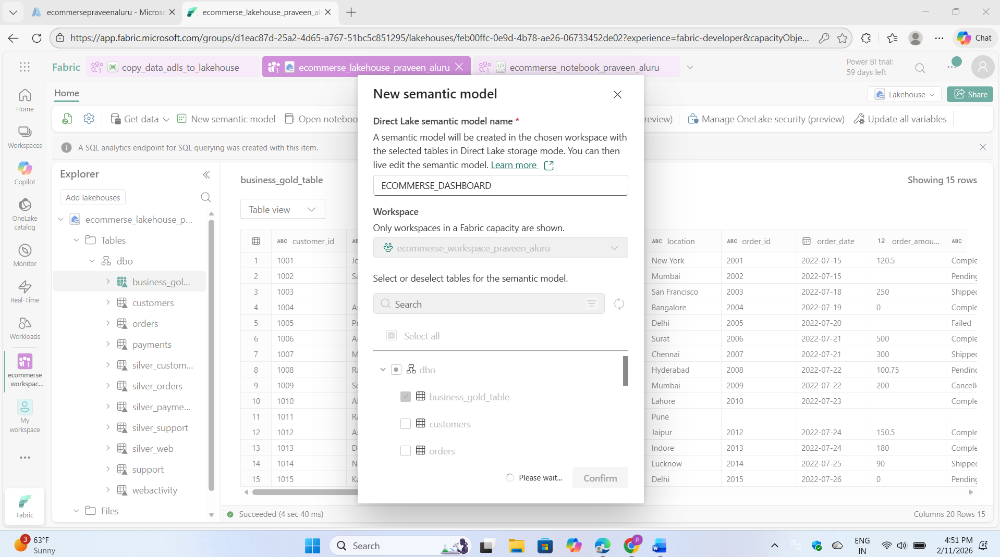 ecommersepraveenaluru - Microsc
ecommerse_lakehouse_praveen_al
https://app.fabric.microsoft.com/groups/d1eac87d-25a2-4d65-a767-51bc5c851295/lakehouses/feb00ffc-0e9d-4b78-ae26-06733452de02?experience=fabric-developer&capacityObje...
Chat
Fabric
copy_data_adls_to_lakehouse
ecommerse_lakehouse_praveen_aluru
ecommerse_notebook_praveen_aluru
Power BI trial:
59 days left
Home
Lakehouse
Share
Get data
New semantic model
Open noteboo
review)
Manage OneLake security (preview)
Update all variables
A SQL analytics endpoint for SQL querying was created with this item.
Home
Workspaces
Copilot
OneLake
catalog
Monitor
Real-Time
Workloads
ecommerse
_workspac...
My
workspace
Fabric
Explorer
Add lakehouses
ecommerse_lakehouse_p...
Tables
dbo
business_gol...
customers
orders
payments
silver_custom...
silver_orders
silver_payme...
silver_support
silver_web
support
webactivity
Files
business_gold_table
Showing 15 rows
Table view
ABC customer_id AB ABC location ABC order_id order_date 1.2 order_amou... ABC
1 1001 Jo New York 2001 2022-07-15 120.5 Comple
2 1002 Sa Mumbai 2002 2022-07-15 Pending
3 1003 San Francisco 2003 2022-07-18 250 Shipped
4 1004 A Bangalore 2004 2022-07-19 0 Comple
5 1005 Pr Delhi 2005 2022-07-20 Failed
6 1006 A Surat 2006 2022-07-21 500 Comple
7 1007 M Chennai 2007 2022-07-21 300 Shipped
8 1008 Ra Hyderabad 2008 2022-07-22 100.75 Pending
9 1009 So Mumbai 2009 2022-07-22 200 Cancell
10 1010 Al Lahore 2010 2022-07-23 Comple
11 1011 Ra Pune
12 1012 A Jaipur 2012 2022-07-24 150.5 Comple
13 1013 D Indore 2013 2022-07-24 180 Comple
14 1014 N Lucknow 2014 2022-07-25 90 Shipped
15 1015 Ka Delhi 2015 2022-07-26 0 Pending
Succeeded (4 sec 40 ms)
Columns 20 Rows 15
New semantic model
Direct Lake semantic model name *
A semantic model will be created in the chosen workspace with
the selected tables in Direct Lake storage mode. You can then
live edit the semantic model. Learn more
ECOMMERSE_DASHBOARD
Workspace
Only workspaces in a Fabric capacity are shown.
ecommerse_workspace_praveen_aluru
Select or deselect tables for the semantic model.
Search
Select all
dbo
business_gold_table
customers
orders
Please wait...
Confirm
3
63°F
Sunny
Search
P
ENG
IN
4:51 PM
2/11/2026